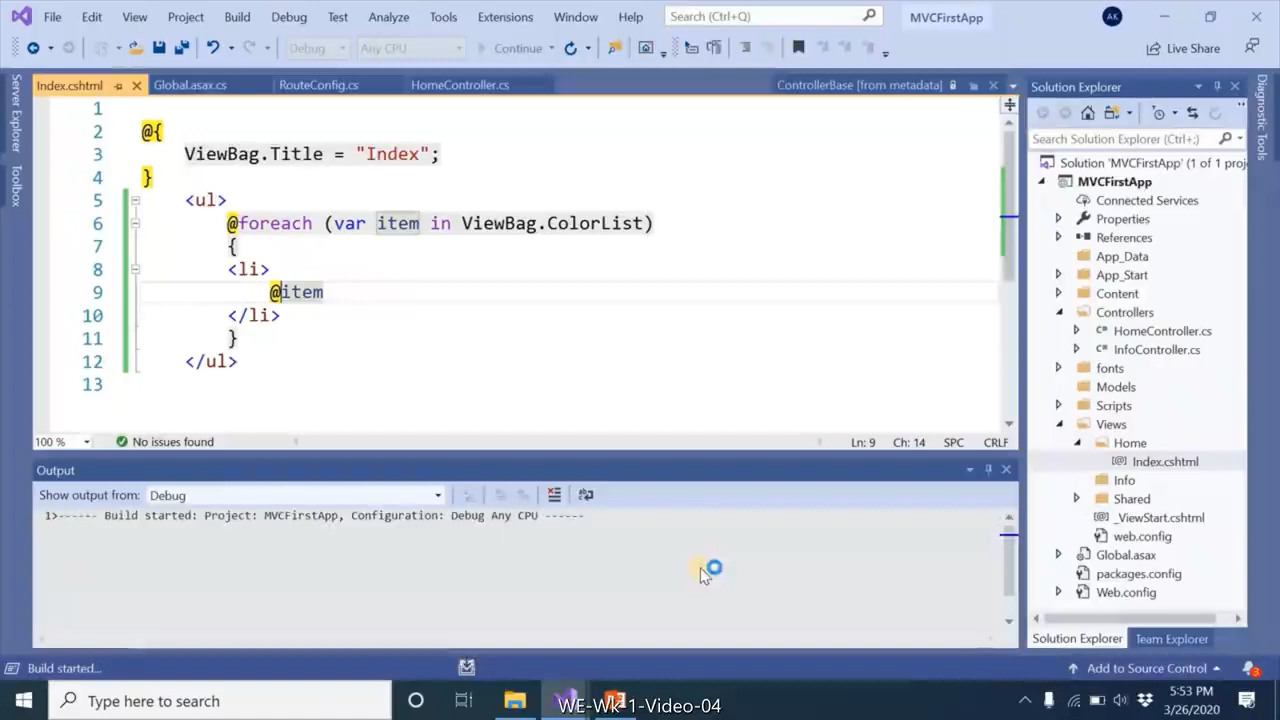 File Edit View Project Build Debug Test Analyze Tools Extensions Window Help Search (Ctrl+Q) MVCFirstApp AK
Debug Any CPU Continue Live Share
Index.cshtml Global.asax.cs RouteConfig.cs HomeController.cs ControllerBase [from metadata]
Server Explorer
Toolbox
1
2 @{
3 ViewBag.Title = "Index";
4 }
5 <ul>
6 @foreach (var item in ViewBag.ColorList)
7 {
8 <li>
9 @item
10 </li>
11 }
12 </ul>
13
100 % No issues found Ln: 9 Ch: 14 SPC CRLF
Output
Show output from: Debug
1>------ Build started: Project: MVCFirstApp, Configuration: Debug Any CPU ------
Solution Explorer
Search Solution Explorer (Ctrl+;)
Solution 'MVCFirstApp' (1 of 1 proj
MVCFirstApp
Connected Services
Properties
References
App_Data
App_Start
Content
Controllers
HomeController.cs
InfoController.cs
fonts
Models
Scripts
Views
Home
Index.cshtml
Info
Shared
_ViewStart.cshtml
web.config
Global.asax
packages.config
Web.config
Solution Explorer Team Explorer
Diagnostic Tools
Build started... Add to Source Control 3
Type here to search
WE-Wk-1-Video-04
5:53 PM
3/26/2020